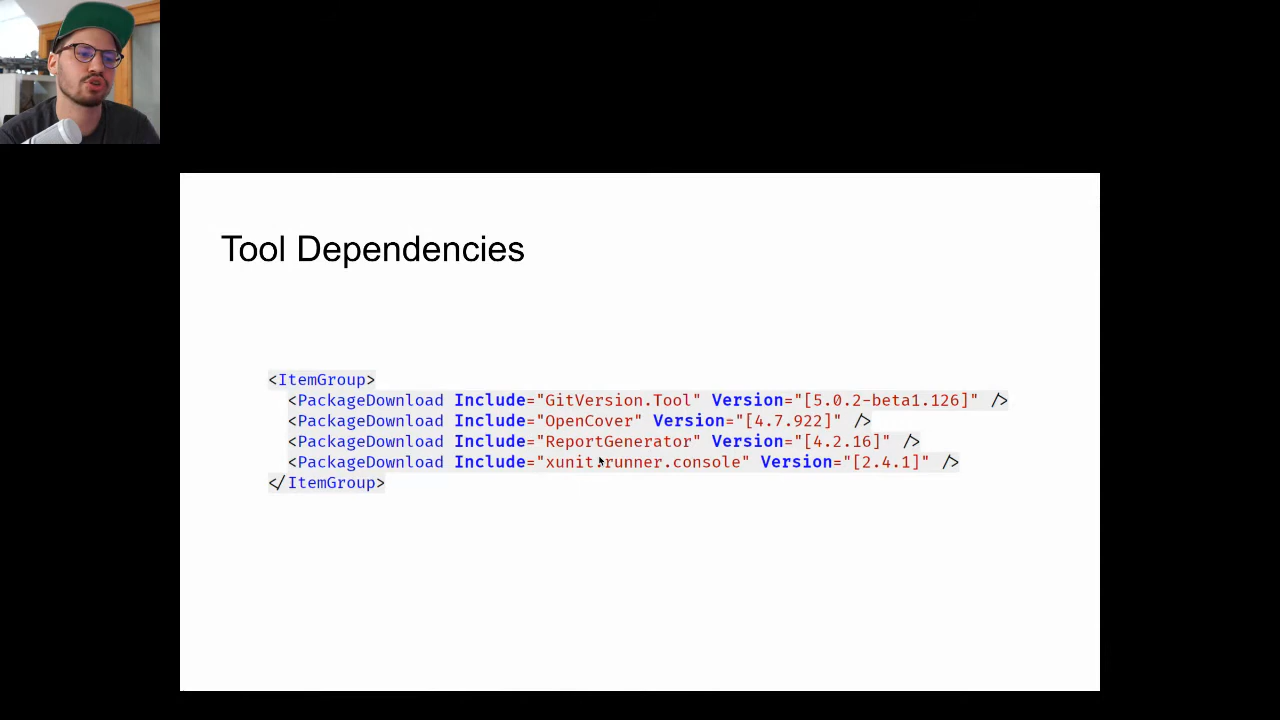 Tool Dependencies
<ItemGroup>
<PackageDownload Include="GitVersion.Tool" Version="[5.0.2-beta1.126]" />
<PackageDownload Include="OpenCover" Version="[4.7.922]" />
<PackageDownload Include="ReportGenerator" Version="[4.2.16]" />
<PackageDownload Include="xunit.runner.console" Version="[2.4.1]" />
</ItemGroup>